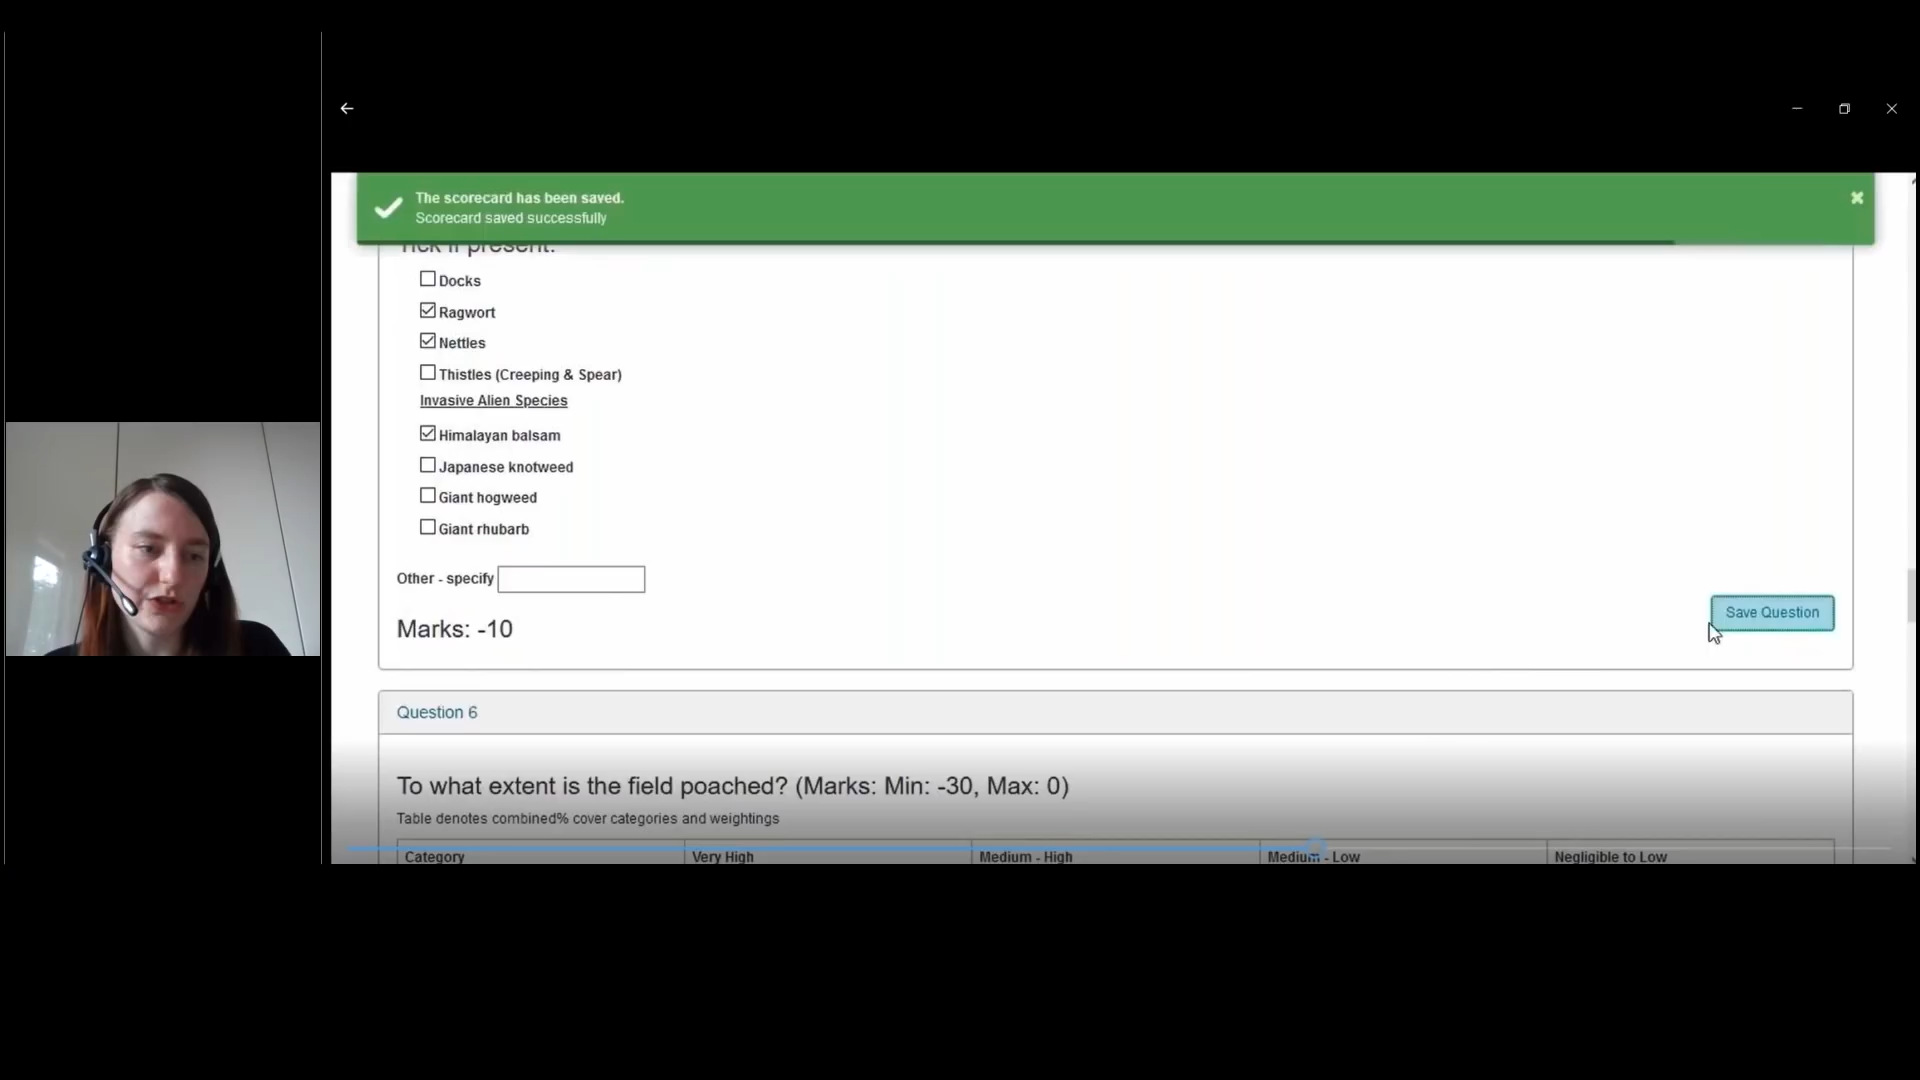 The scorecard has been saved.
Scorecard saved successfully
Tick if present:
Docks
Ragwort
Nettles
Thistles (Creeping & Spear)
Invasive Alien Species
Himalayan balsam
Japanese knotweed
Giant hogweed
Giant rhubarb
Other - specify
Save Question
Marks: -10
Question 6
To what extent is the field poached? (Marks: Min: -30, Max: 0)
Table denotes combined% cover categories and weightings
Category Very High Medium - High Medium - Low Negligible to Low